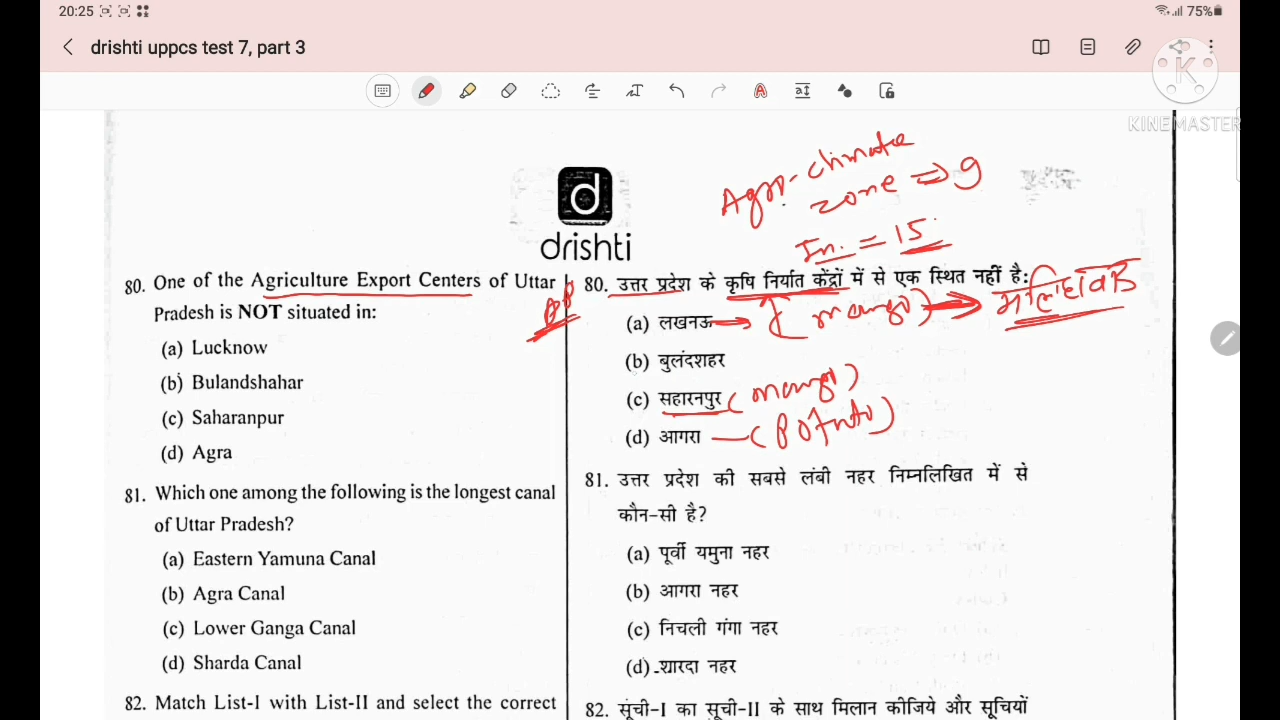 20:25
75%
drishti uppcs test 7, part 3
K
KINEMASTER
Agro-climate
zone => 9
In. = 15.
d
drishti
80. One of the Agriculture Export Centers of Uttar
Pradesh is NOT situated in:
(a) Lucknow
(b) Bulandshahar
(c) Saharanpur
(d) Agra
81. Which one among the following is the longest canal
of Uttar Pradesh?
(a) Eastern Yamuna Canal
(b) Agra Canal
(c) Lower Ganga Canal
(d) Sharda Canal
82. Match List-I with List-II and select the correct
80. उत्तर प्रदेश के कृषि निर्यात केंद्रों में से एक स्थित नहीं है:
(a) लखनऊ → (mango) → मलिहाबाद
(b) बुलंदशहर
(c) सहारनपुर (mango)
(d) आगरा — (Potato)
81. उत्तर प्रदेश की सबसे लंबी नहर निम्नलिखित में से
कौन-सी है?
(a) पूर्वी यमुना नहर
(b) आगरा नहर
(c) निचली गंगा नहर
(d) शारदा नहर
82. सूंची-I का सूची-II के साथ मिलान कीजिये और सूचियों